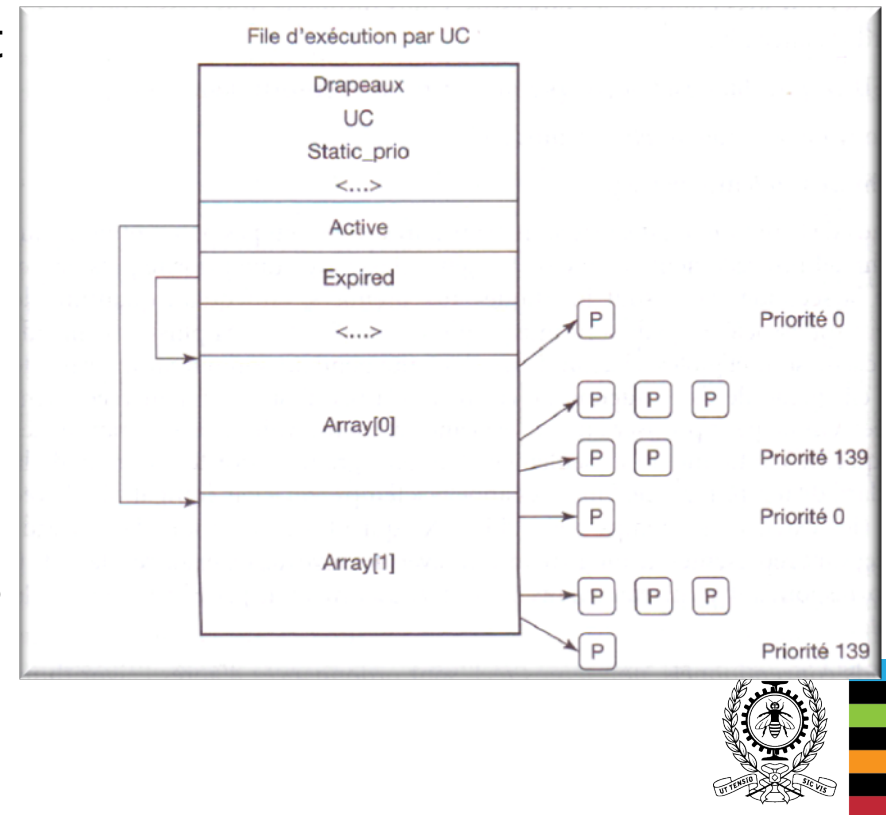 File d'exécution par UC
Drapeaux
UC
Static_prio
<...>
Active
Expired
<...>
P Priorité 0
Array[0]
P P P
P P Priorité 139
P Priorité 0
Array[1]
P P P
P Priorité 139
UT TENSIO SIC VIS